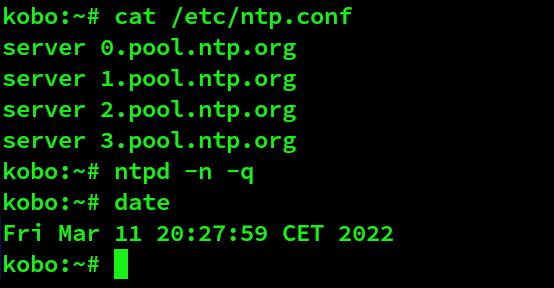 kobo:~# cat /etc/ntp.conf
server 0.pool.ntp.org
server 1.pool.ntp.org
server 2.pool.ntp.org
server 3.pool.ntp.org
kobo:~# ntpd -n -q
kobo:~# date
Fri Mar 11 20:27:59 CET 2022
kobo:~#